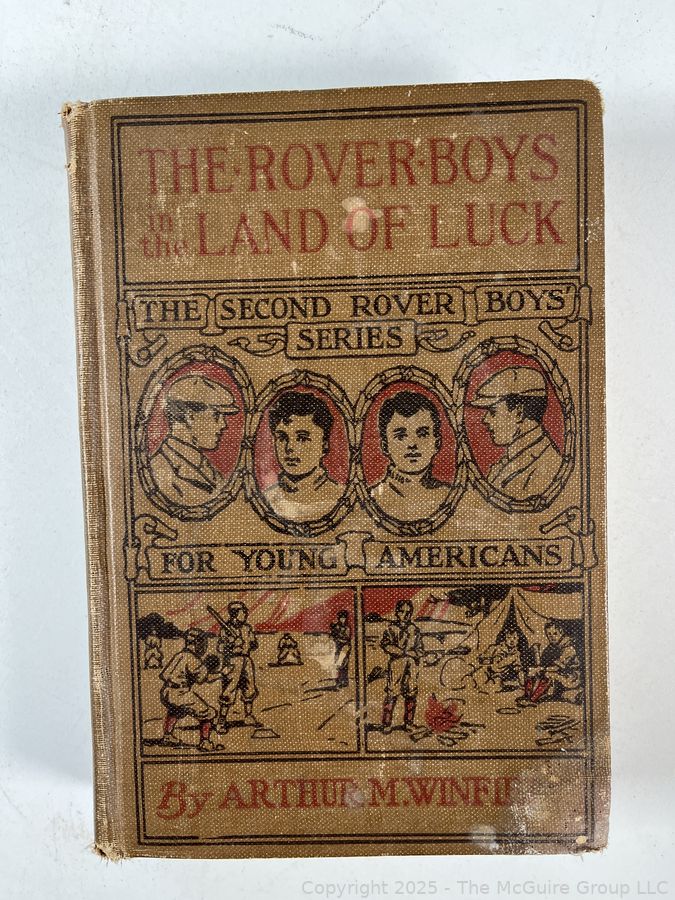 THE·ROVER·BOYS
in the LAND OF LUCK
THE SECOND ROVER BOYS'
SERIES
FOR YOUNG AMERICANS
By ARTHUR M. WINFIE
Copyright 2025 - The McGuire Group LLC